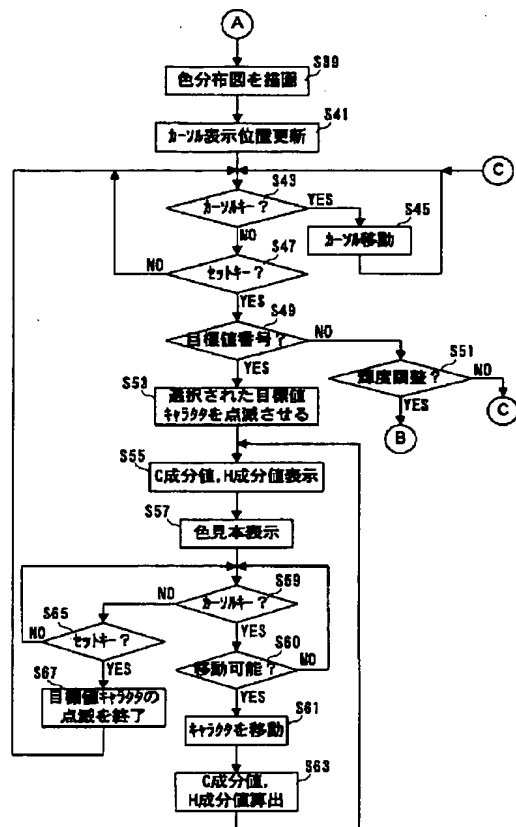 A
S39
色分布図を描画
S41
カーソル表示位置更新
C
S43
カーソルキー?
YES
S45
カーソル移動
NO
S47
セットキー?
NO
YES
S49
目標値番号?
NO
YES
S51
輝度調整?
NO
YES
C
B
S53
選択された目標値
キャラクタを点滅させる
S55
C成分値,H成分値表示
S57
色見本表示
S59
カーソルキー?
NO
YES
S65
セットキー?
NO
YES
S60
移動可能?
NO
YES
S67
目標値キャラクタの
点滅を終了
S61
キャラクタを移動
S63
C成分値,
H成分値算出